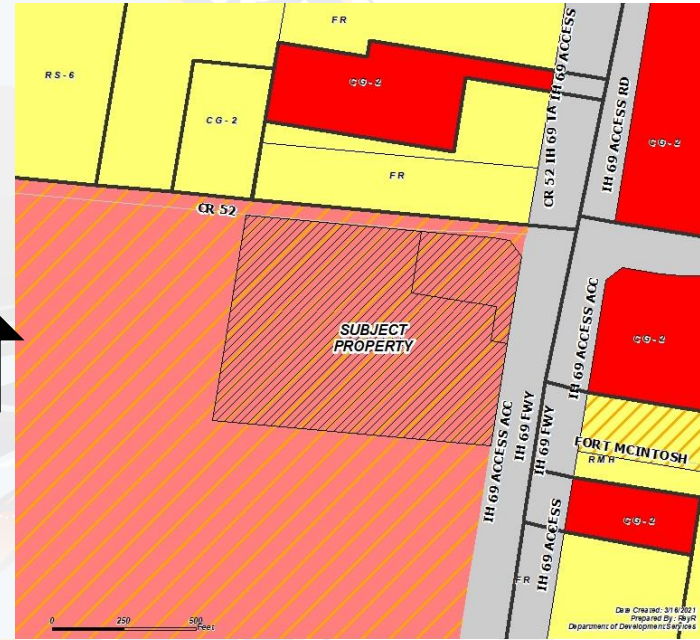 FR
RS-6
CG-2
CG-2
CG-2
FR
CR 52
CR 52 IH 69 TA IH 69 ACCESS
IH 69 ACCESS RD
SUBJECT
PROPERTY
IH 69 ACCESS ACC
IH 69 ACCESS ACC
IH 69 FWY
IH 69 FWY
CG-2
FORT MCINTOSH
CG-2
IH 69 ACCESS
FR
0 250 500
Feet
Date Created: 3/16/2021
Prepared By: RayR
Department of Development Services